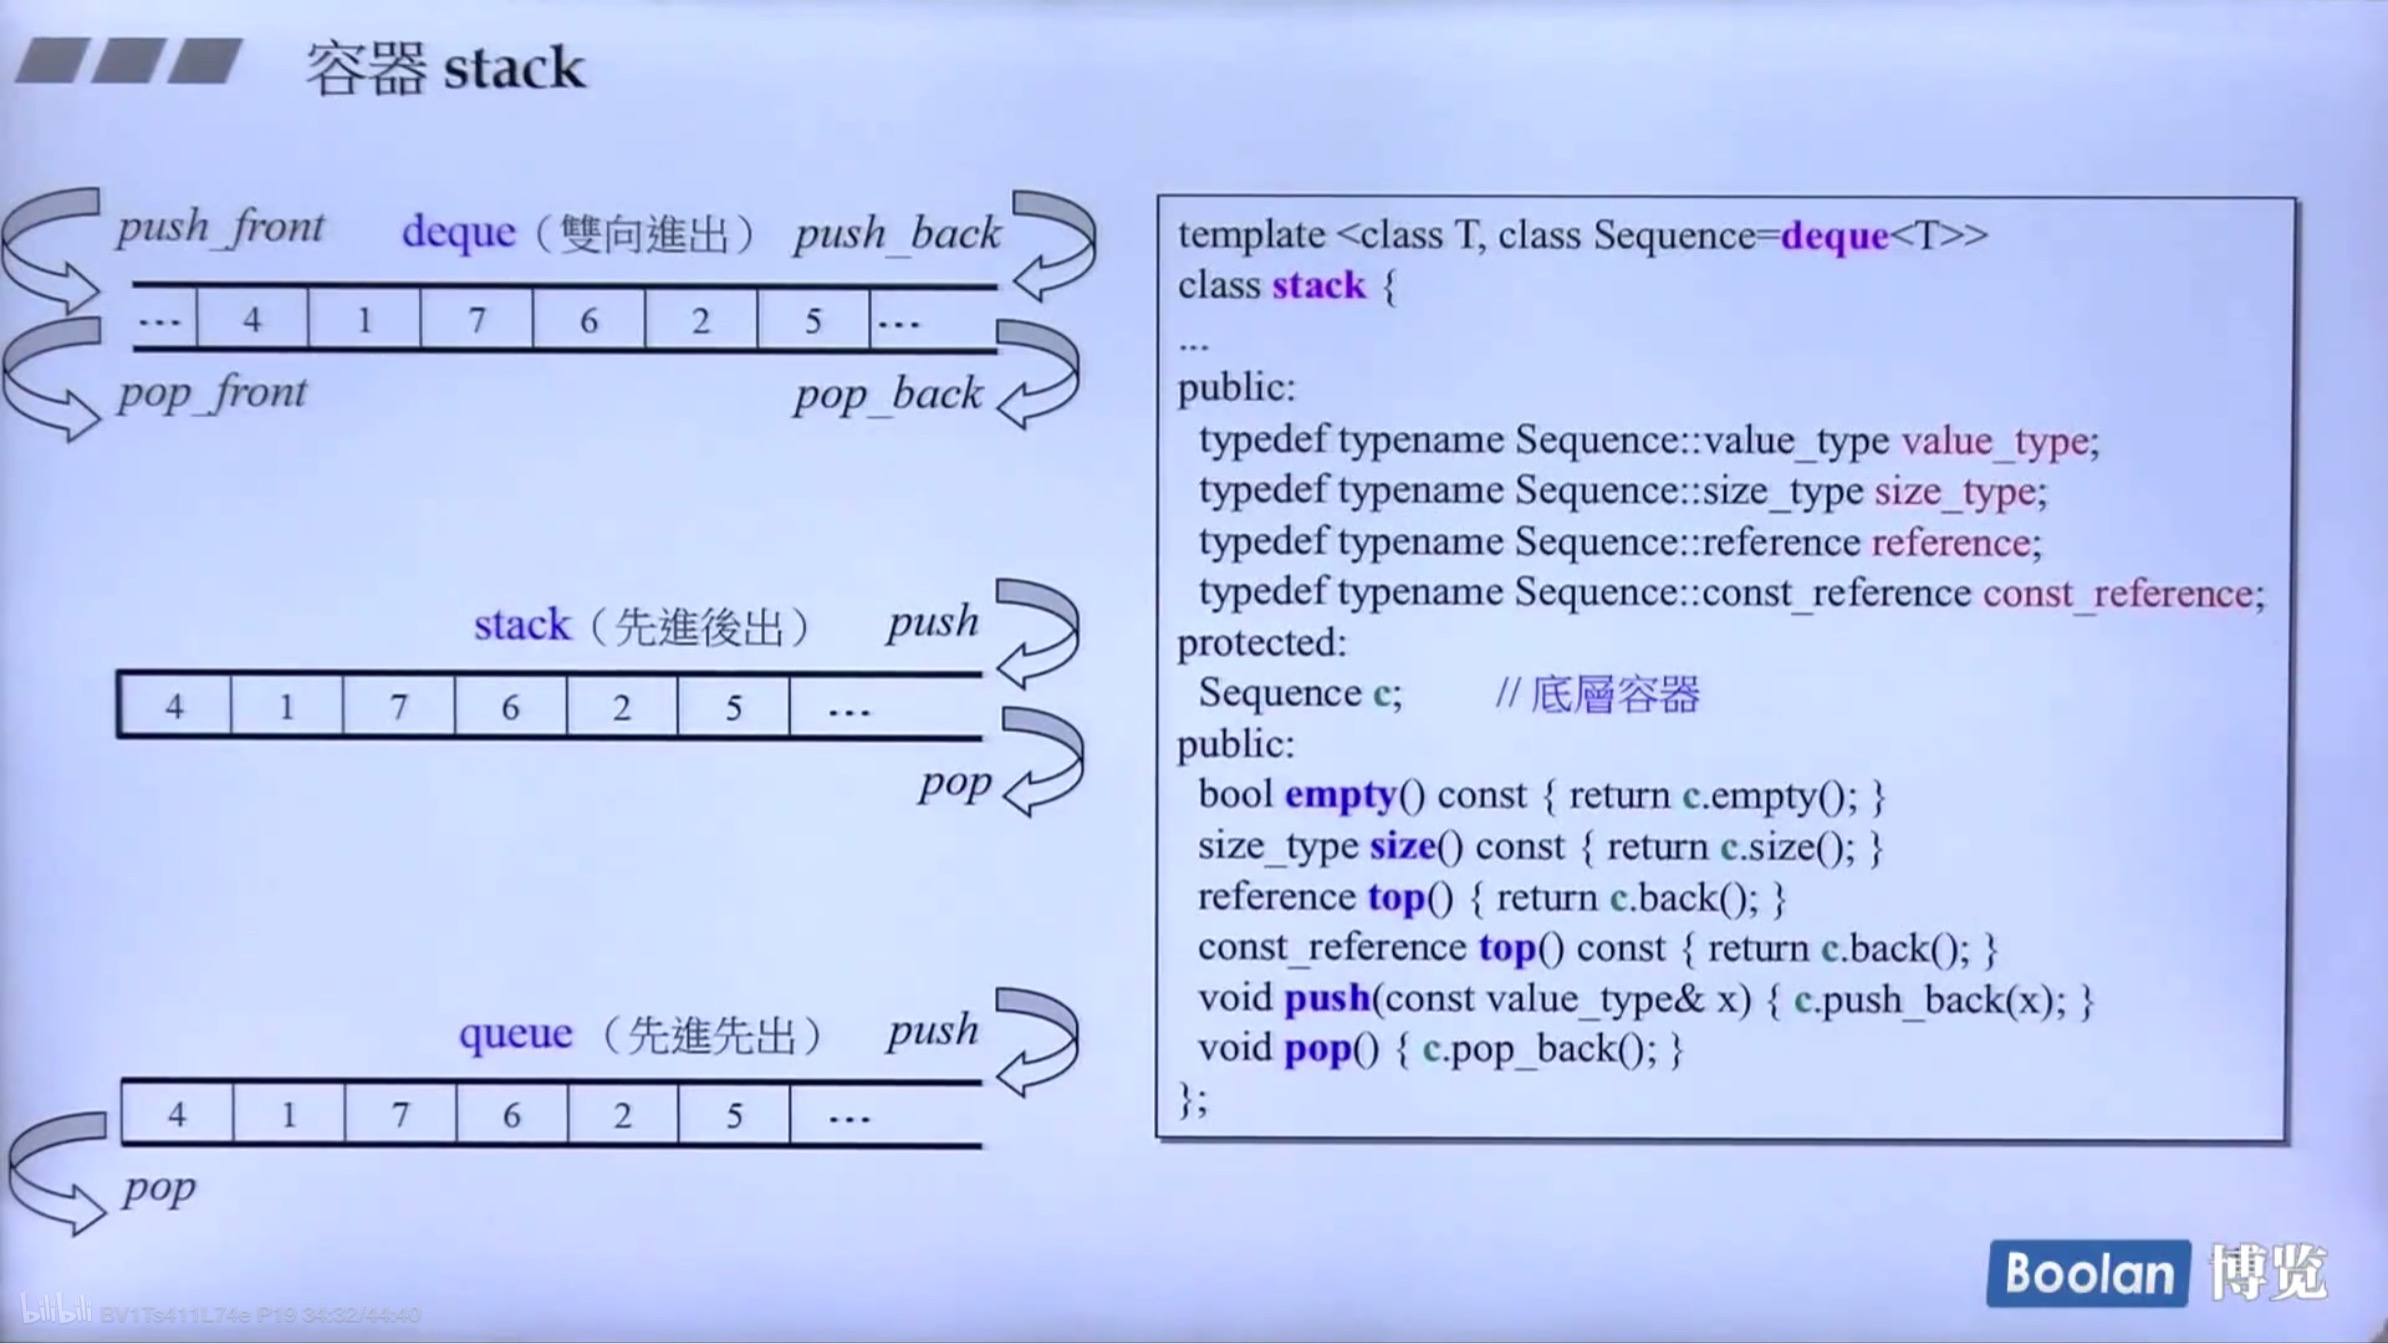 容器 stack
push_front deque（雙向進出） push_back
... 4 1 7 6 2 5 ...
pop_front pop_back
stack（先進後出） push
4 1 7 6 2 5 ...
pop
queue （先進先出） push
4 1 7 6 2 5 ...
pop
template <class T, class Sequence=deque<T>>
class stack {
...
public:
typedef typename Sequence::value_type value_type;
typedef typename Sequence::size_type size_type;
typedef typename Sequence::reference reference;
typedef typename Sequence::const_reference const_reference;
protected:
Sequence c; // 底層容器
public:
bool empty() const { return c.empty(); }
size_type size() const { return c.size(); }
reference top() { return c.back(); }
const_reference top() const { return c.back(); }
void push(const value_type& x) { c.push_back(x); }
void pop() { c.pop_back(); }
};
Boolan 博览
bilibili BV1Ts411L74e P19 34:32/44:40